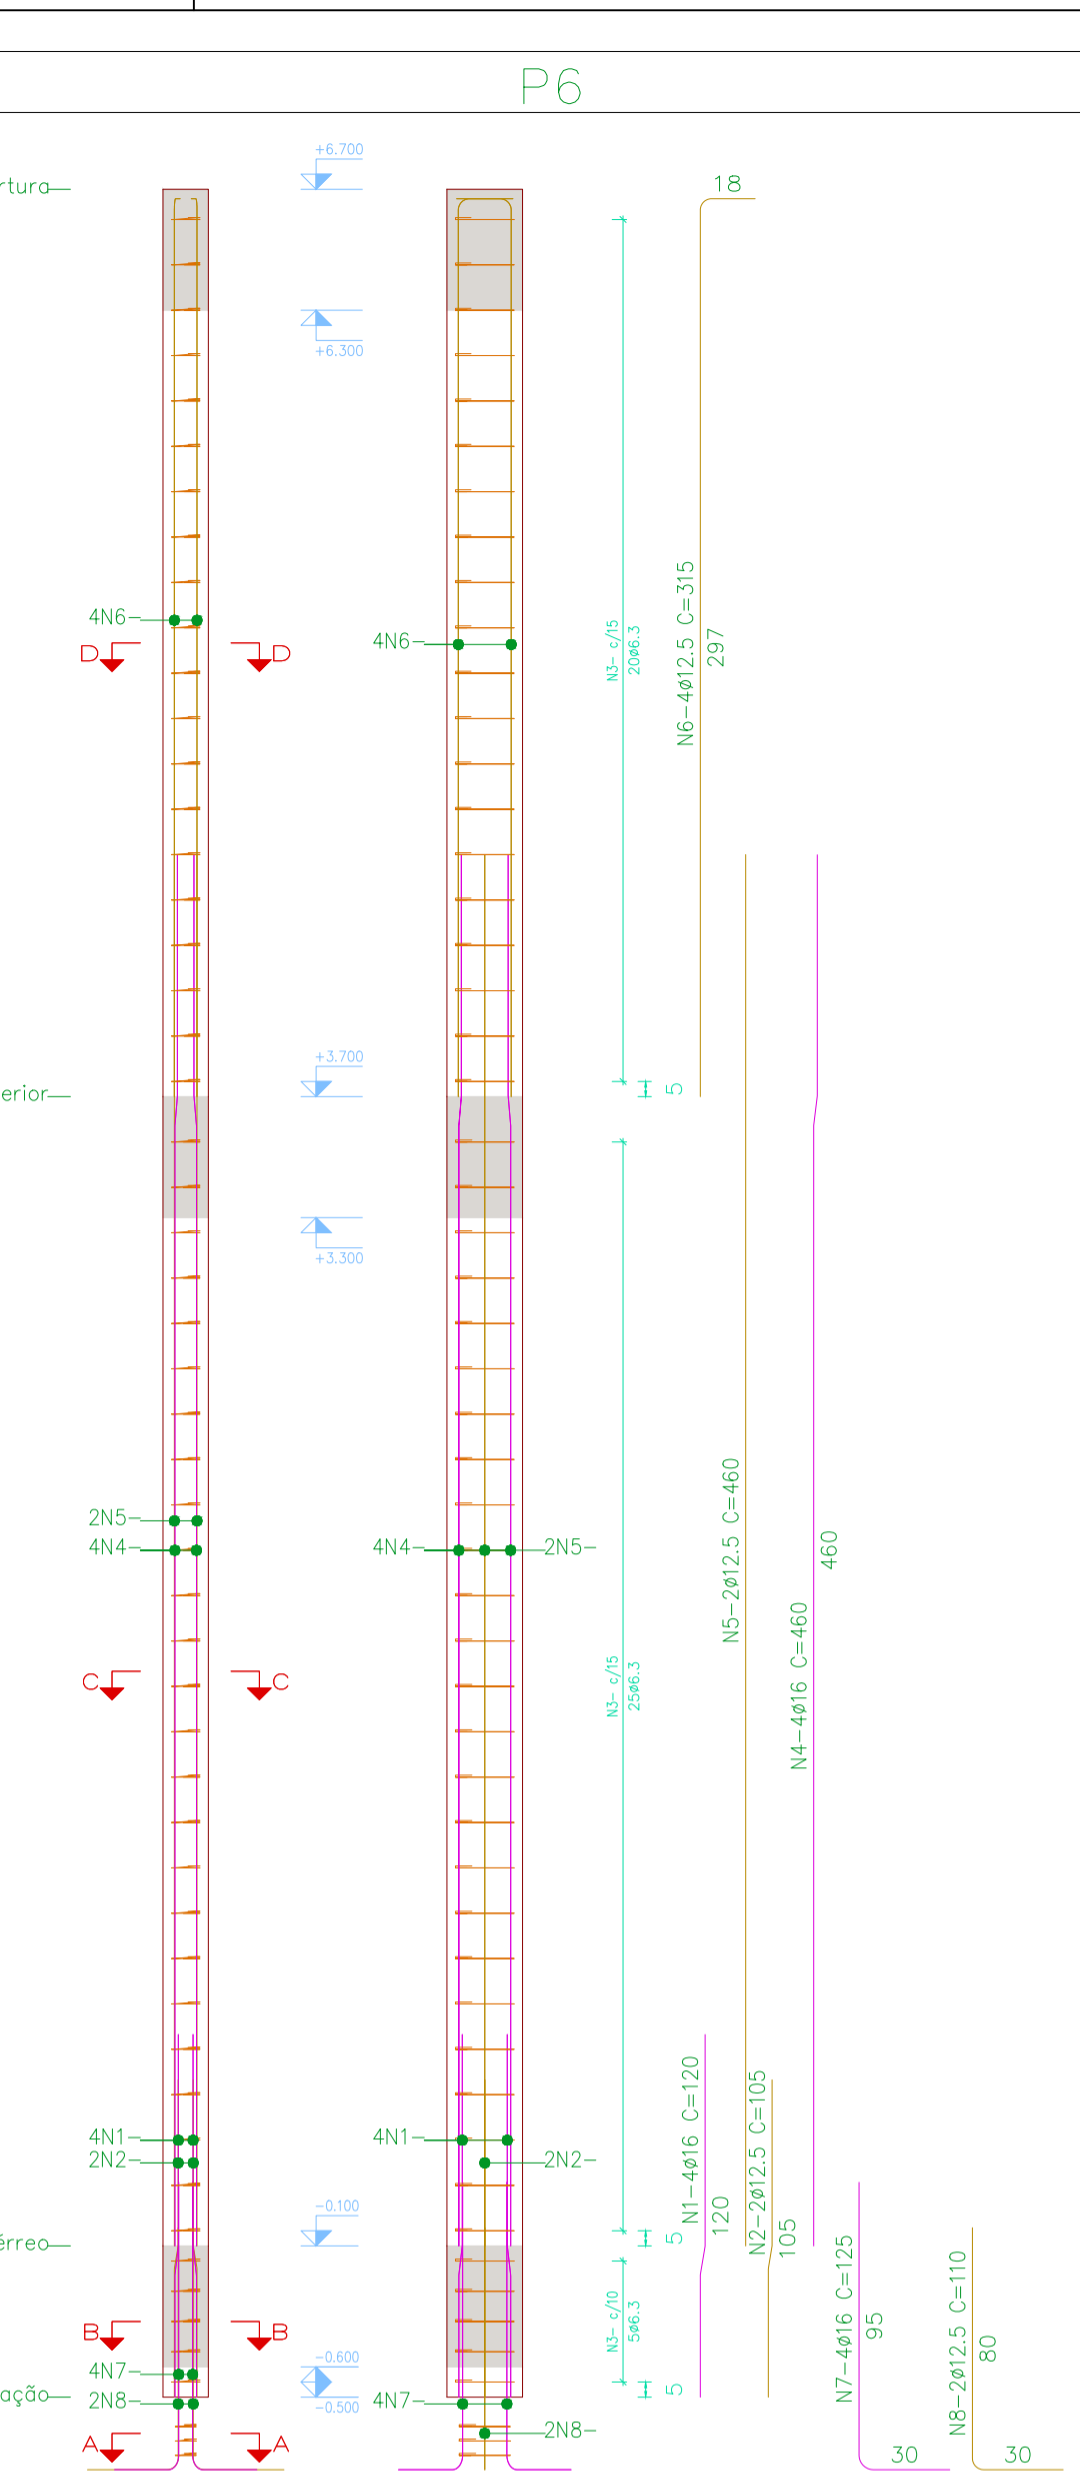 P6
+6.700
rtura
18
+6.300
N3- c/15
20ø6.3
N6-4ø12.5 C=315
297
4N6
4N6
D
D
+3.700
erior
5
+3.300
N5-2ø12.5 C=460
2N5
4N4
4N4
2N5
460
N4-4ø16 C=460
N3- c/15
25ø6.3
C
C
N1-4ø16 C=120
120
N2-2ø12.5 C=105
105
4N1
2N2
4N1
2N2
-0.100
érreo
5
N7-4ø16 C=125
95
N8-2ø12.5 C=110
80
N3- c/10
5ø6.3
B
B
-0.600
4N7
ação
2N8
4N7
-0.500
5
2N8
A
A
30
30